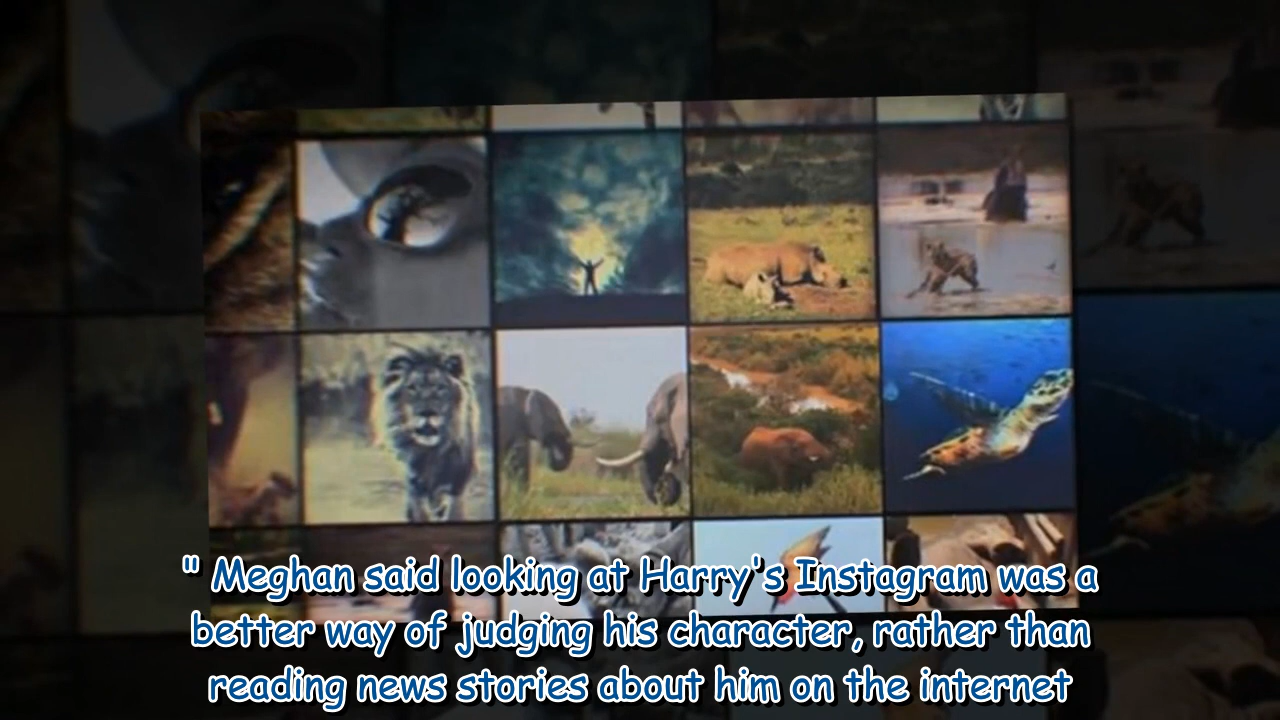 " Meghan said looking at Harry's Instagram was a
better way of judging his character, rather than
reading news stories about him on the internet